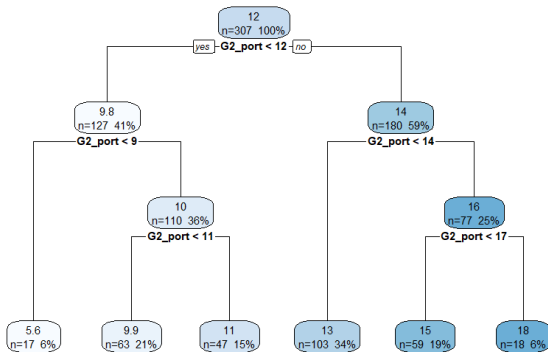 12
n=307 100%
yes G2_port < 12 no
9.8
n=127 41%
G2_port < 9
14
n=180 59%
G2_port < 14
10
n=110 36%
G2_port < 11
16
n=77 25%
G2_port < 17
5.6
n=17 6%
9.9
n=63 21%
11
n=47 15%
13
n=103 34%
15
n=59 19%
18
n=18 6%